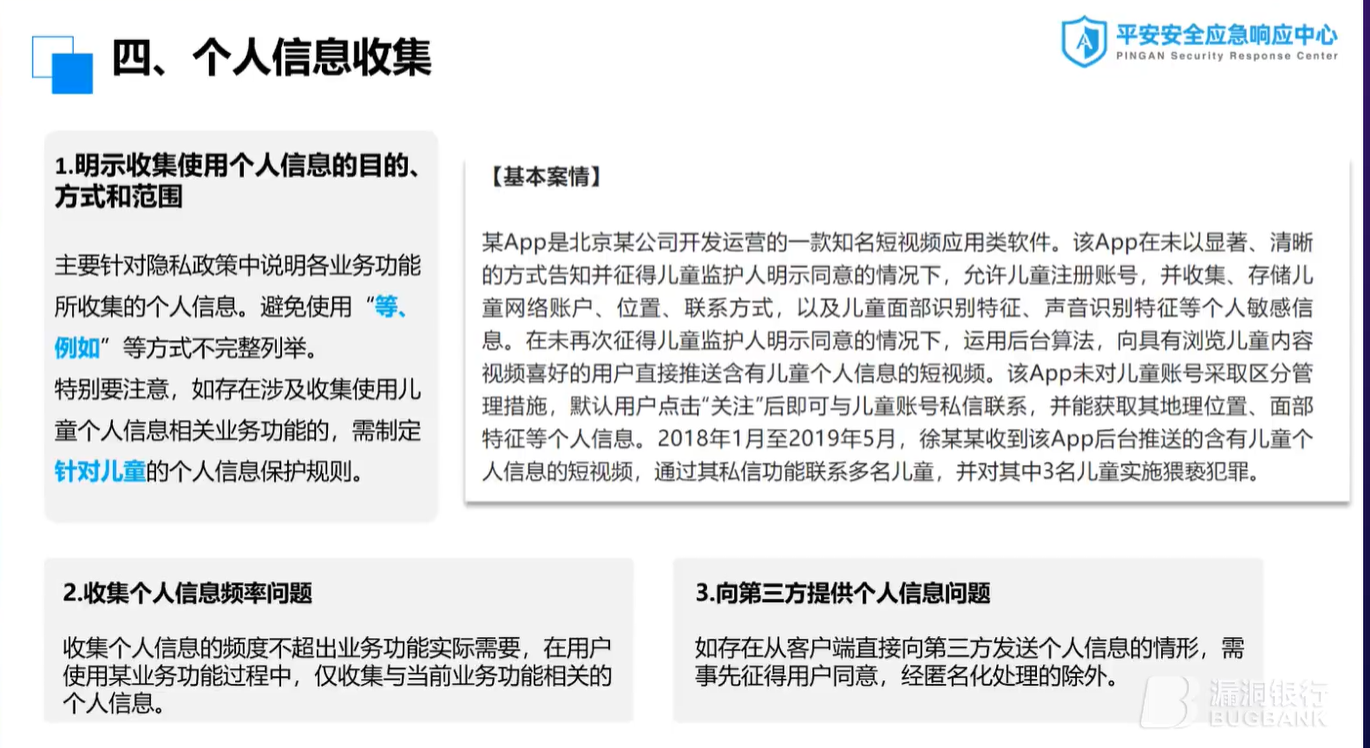 四、个人信息收集
平安安全应急响应中心
PINGAN Security Response Center
1.明示收集使用个人信息的目的、
方式和范围
主要针对隐私政策中说明各业务功能
所收集的个人信息。避免使用“等、
例如”等方式不完整列举。
特别要注意，如存在涉及收集使用儿
童个人信息相关业务功能的，需制定
针对儿童的个人信息保护规则。
【基本案情】
某App是北京某公司开发运营的一款知名短视频应用类软件。该App在未以显著、清晰
的方式告知并征得儿童监护人明示同意的情况下，允许儿童注册账号，并收集、存储儿
童网络账户、位置、联系方式，以及儿童面部识别特征、声音识别特征等个人敏感信
息。在未再次征得儿童监护人明示同意的情况下，运用后台算法，向具有浏览儿童内容
视频喜好的用户直接推送含有儿童个人信息的短视频。该App未对儿童账号采取区分管
理措施，默认用户点击“关注”后即可与儿童账号私信联系，并能获取其地理位置、面部
特征等个人信息。2018年1月至2019年5月，徐某某收到该App后台推送的含有儿童个
人信息的短视频，通过其私信功能联系多名儿童，并对其中3名儿童实施猥亵犯罪。
2.收集个人信息频率问题
收集个人信息的频度不超出业务功能实际需要，在用户
使用某业务功能过程中，仅收集与当前业务功能相关的
个人信息。
3.向第三方提供个人信息问题
如存在从客户端直接向第三方发送个人信息的情形，需
事先征得用户同意，经匿名化处理的除外。
漏洞银行
BUGBANK